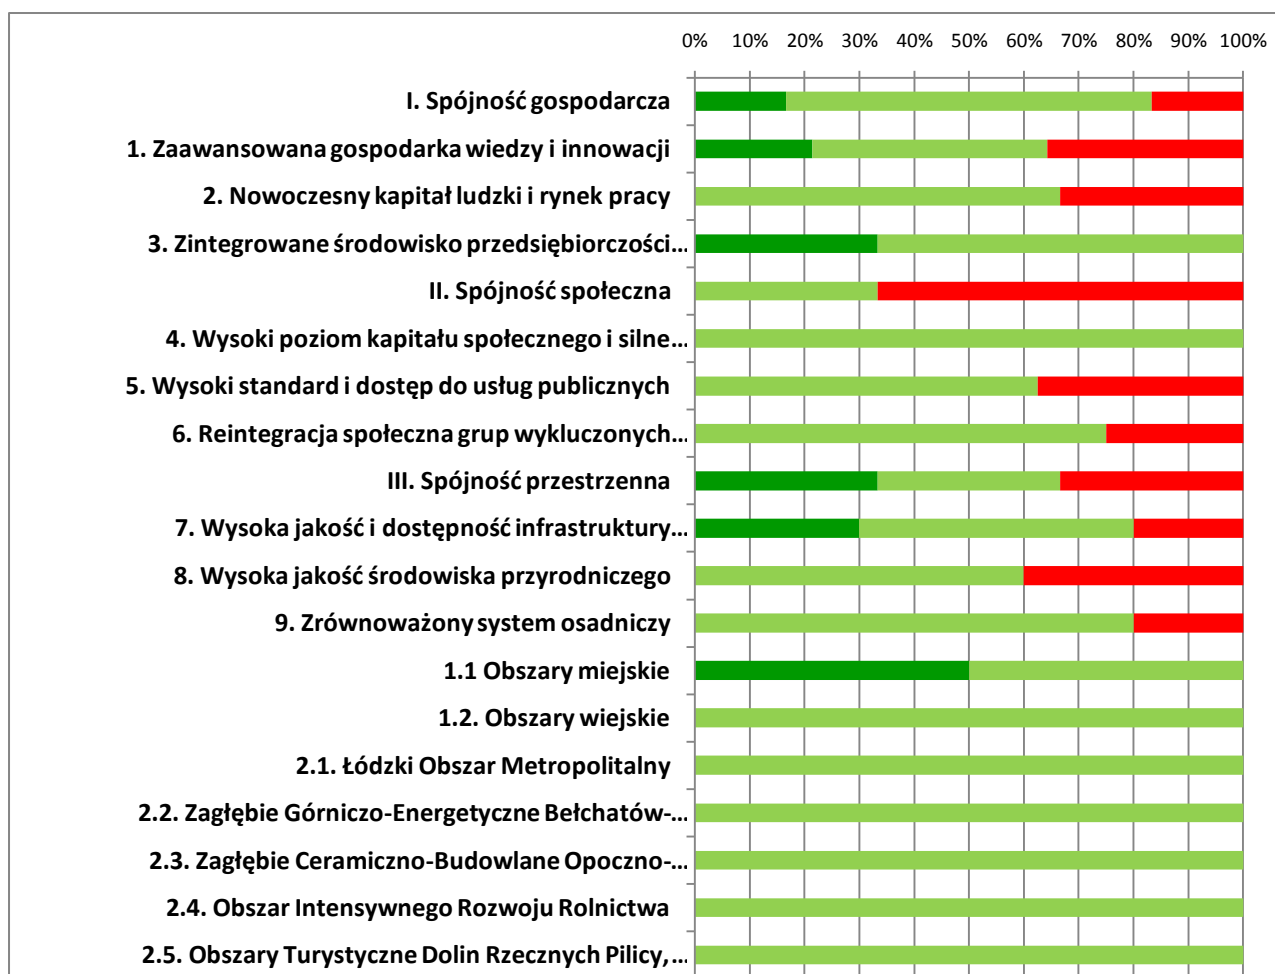 0% 10% 20% 30% 40% 50% 60% 70% 80% 90% 100%
I. Spójność gospodarcza
1. Zaawansowana gospodarka wiedzy i innowacji
2. Nowoczesny kapitał ludzki i rynek pracy
3. Zintegrowane środowisko przedsiębiorczości...
II. Spójność społeczna
4. Wysoki poziom kapitału społecznego i silne...
5. Wysoki standard i dostęp do usług publicznych
6. Reintegracja społeczna grup wykluczonych...
III. Spójność przestrzenna
7. Wysoka jakość i dostępność infrastruktury...
8. Wysoka jakość środowiska przyrodniczego
9. Zrównoważony system osadniczy
1.1 Obszary miejskie
1.2. Obszary wiejskie
2.1. Łódzki Obszar Metropolitalny
2.2. Zagłębie Górniczo-Energetyczne Bełchatów-...
2.3. Zagłębie Ceramiczno-Budowlane Opoczno-...
2.4. Obszar Intensywnego Rozwoju Rolnictwa
2.5. Obszary Turystyczne Dolin Rzecznych Pilicy,...